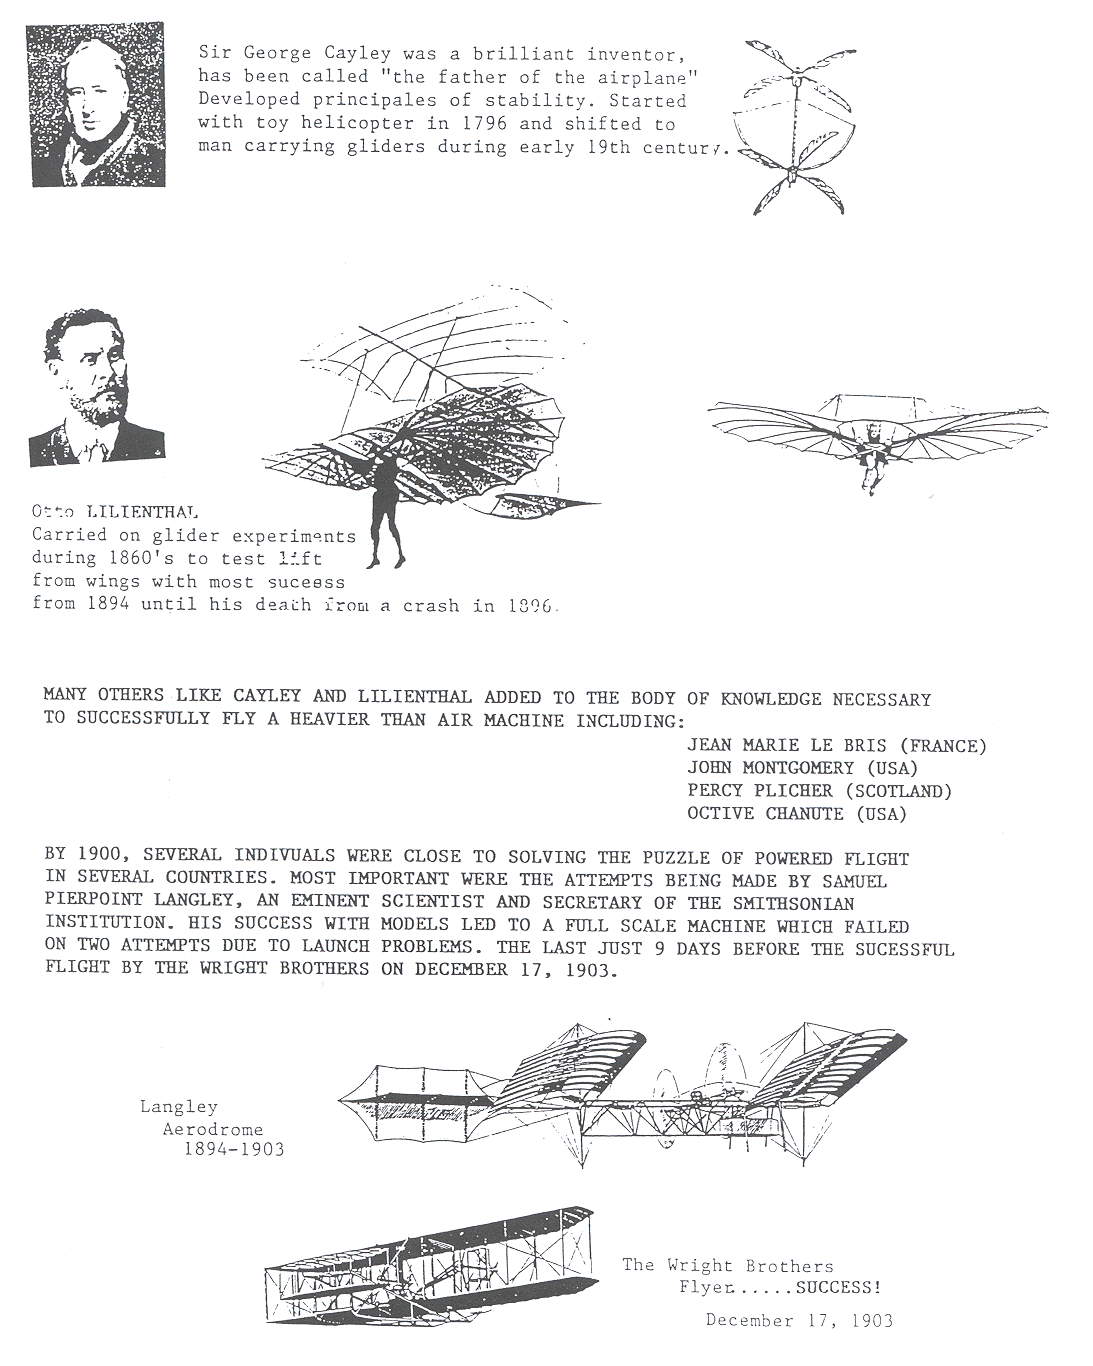 Sir George Cayley was a brilliant inventor,
has been called "the father of the airplane"
Developed principales of stability. Started
with toy helicopter in 1796 and shifted to
man carrying gliders during early 19th century.
Otto LILIENTHAL
Carried on glider experiments
during 1860's to test lift
from wings with most sucess
from 1894 until his death from a crash in 1896.
MANY OTHERS LIKE CAYLEY AND LILIENTHAL ADDED TO THE BODY OF KNOWLEDGE NECESSARY
TO SUCCESSFULLY FLY A HEAVIER THAN AIR MACHINE INCLUDING:
JEAN MARIE LE BRIS (FRANCE)
JOHN MONTGOMERY (USA)
PERCY PLICHER (SCOTLAND)
OCTIVE CHANUTE (USA)
BY 1900, SEVERAL INDIVUALS WERE CLOSE TO SOLVING THE PUZZLE OF POWERED FLIGHT
IN SEVERAL COUNTRIES. MOST IMPORTANT WERE THE ATTEMPTS BEING MADE BY SAMUEL
PIERPOINT LANGLEY, AN EMINENT SCIENTIST AND SECRETARY OF THE SMITHSONIAN
INSTITUTION. HIS SUCCESS WITH MODELS LED TO A FULL SCALE MACHINE WHICH FAILED
ON TWO ATTEMPTS DUE TO LAUNCH PROBLEMS. THE LAST JUST 9 DAYS BEFORE THE SUCESSFUL
FLIGHT BY THE WRIGHT BROTHERS ON DECEMBER 17, 1903.
Langley
Aerodrome
1894-1903
The Wright Brothers
Flyer......SUCCESS!
December 17, 1903